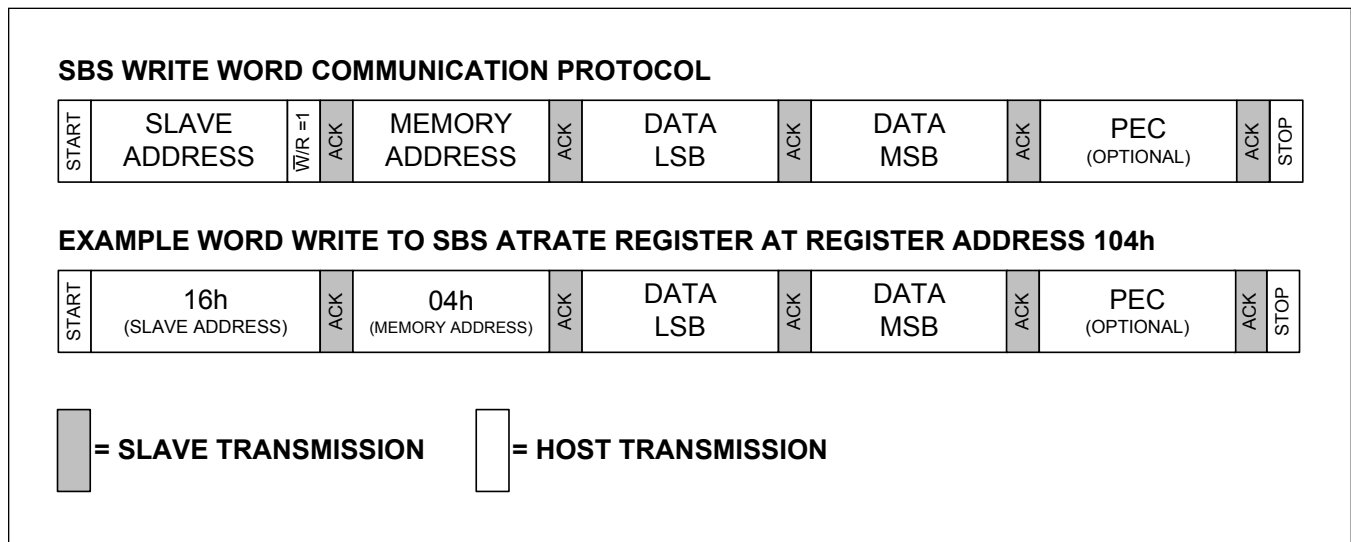 SBS WRITE WORD COMMUNICATION PROTOCOL
START
SLAVE
ADDRESS
W̅/R =1
ACK
MEMORY
ADDRESS
ACK
DATA
LSB
ACK
DATA
MSB
ACK
PEC
(OPTIONAL)
ACK
STOP
EXAMPLE WORD WRITE TO SBS ATRATE REGISTER AT REGISTER ADDRESS 104h
START
16h
(SLAVE ADDRESS)
ACK
04h
(MEMORY ADDRESS)
ACK
DATA
LSB
ACK
DATA
MSB
ACK
PEC
(OPTIONAL)
ACK
STOP
= SLAVE TRANSMISSION
= HOST TRANSMISSION